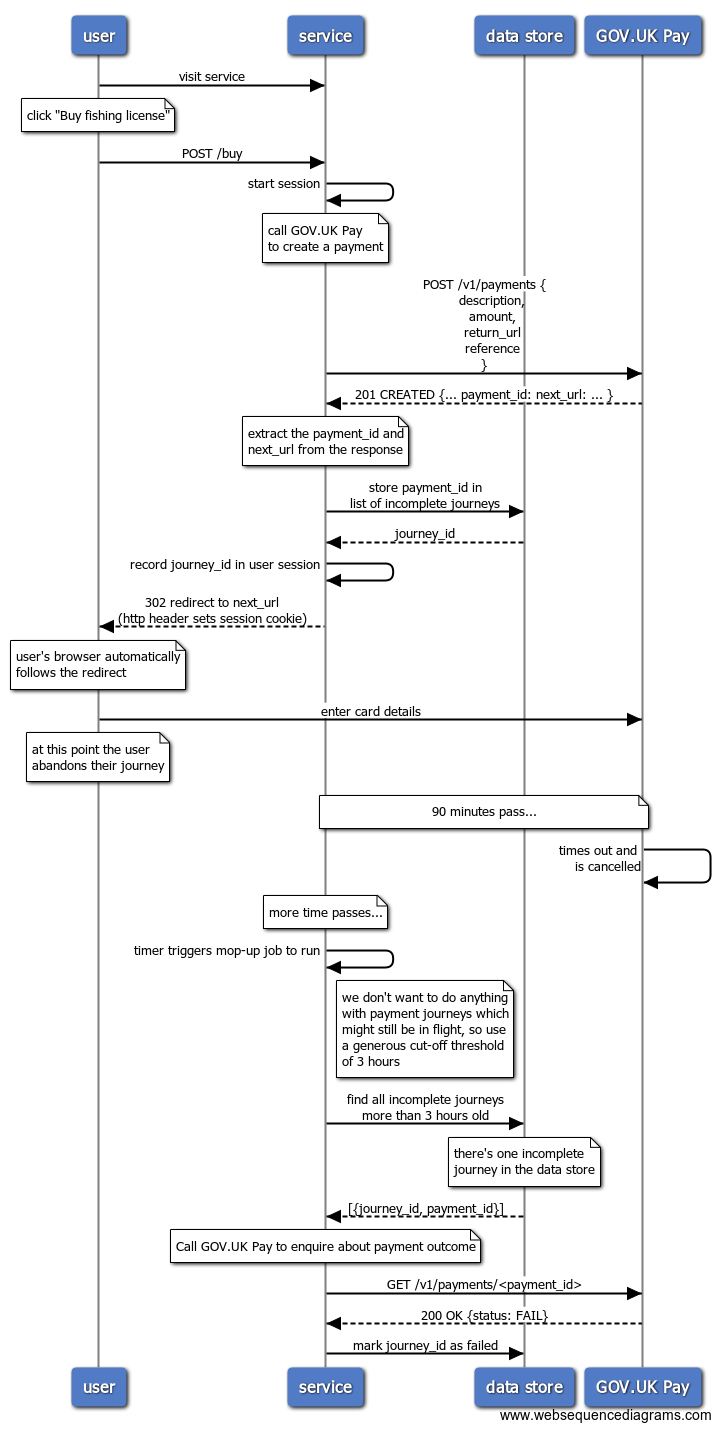 user
service
data store
GOV.UK Pay
visit service
click "Buy fishing license"
POST /buy
start session
call GOV.UK Pay
to create a payment
POST /v1/payments {
description,
amount,
return_url
reference
}
201 CREATED {... payment_id: next_url: ... }
extract the payment_id and
next_url from the response
store payment_id in
list of incomplete journeys
journey_id
record journey_id in user session
302 redirect to next_url
(http header sets session cookie)
user's browser automatically
follows the redirect
enter card details
at this point the user
abandons their journey
90 minutes pass...
times out and
is cancelled
more time passes...
timer triggers mop-up job to run
we don't want to do anything
with payment journeys which
might still be in flight, so use
a generous cut-off threshold
of 3 hours
find all incomplete journeys
more than 3 hours old
there's one incomplete
journey in the data store
[{journey_id, payment_id}]
Call GOV.UK Pay to enquire about payment outcome
GET /v1/payments/<payment_id>
200 OK {status: FAIL}
mark journey_id as failed
user
service
data store
GOV.UK Pay
www.websequencediagrams.com